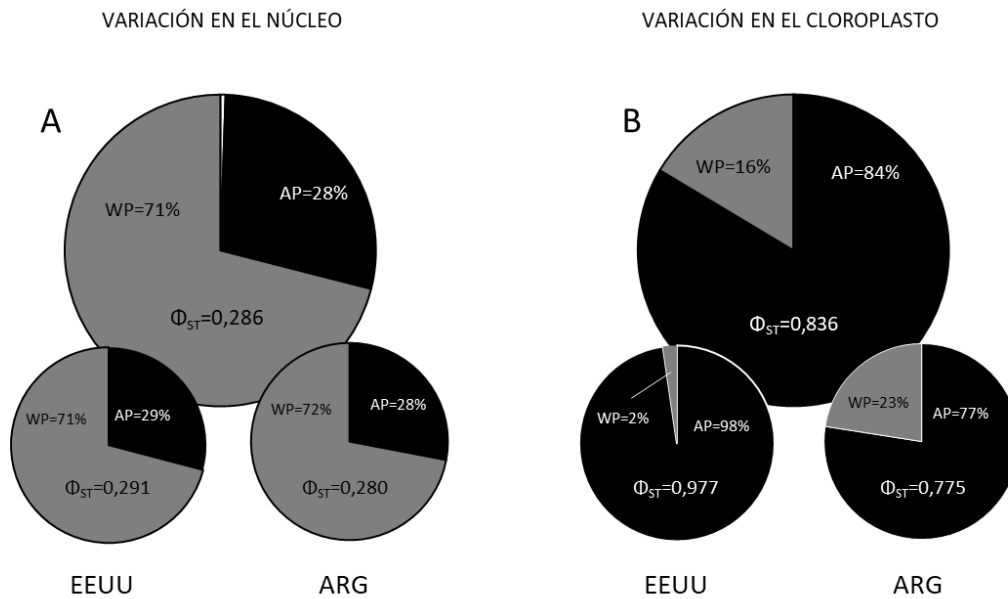 VARIACIÓN EN EL NÚCLEO
VARIACIÓN EN EL CLOROPLASTO
A
WP=71%
AP=28%
ΦST=0,286
WP=71%
AP=29%
ΦST=0,291
WP=72%
AP=28%
ΦST=0,280
EEUU
ARG
B
WP=16%
AP=84%
ΦST=0,836
WP=2%
AP=98%
ΦST=0,977
WP=23%
AP=77%
ΦST=0,775
EEUU
ARG